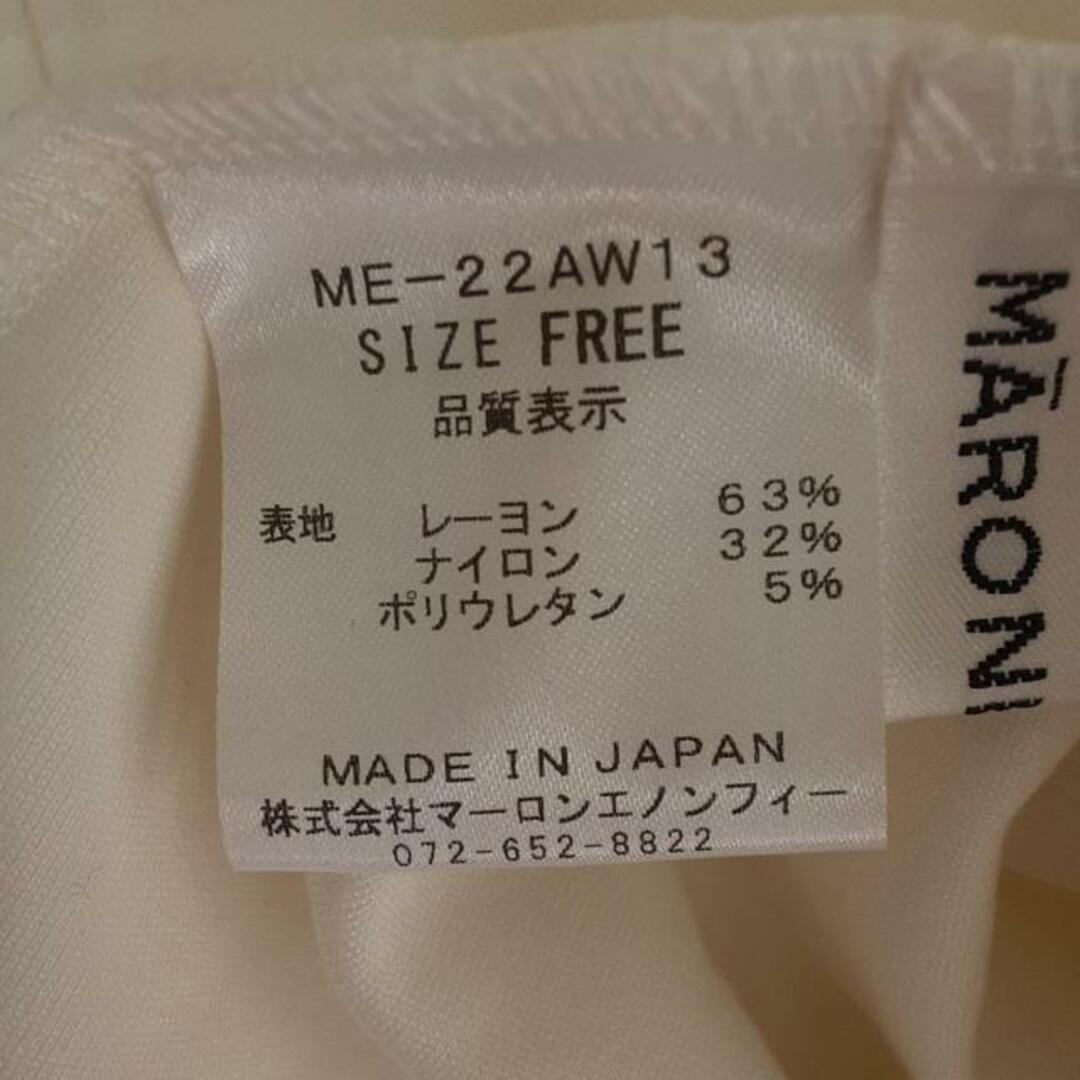 ME-22AW13
SIZE FREE
品質表示
表地 レーヨン 63%
ナイロン 32%
ポリウレタン 5%
MADE IN JAPAN
株式会社マーロンエノンフィー
072-652-8822
MĀRON